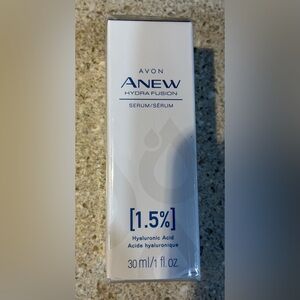 AVON
ANEW
HYDRA FUSION
SERUM/SÉRUM
[1.5%]
Hyaluronic Acid
Acide hyaluronique
30 ml/1 fl. oz.